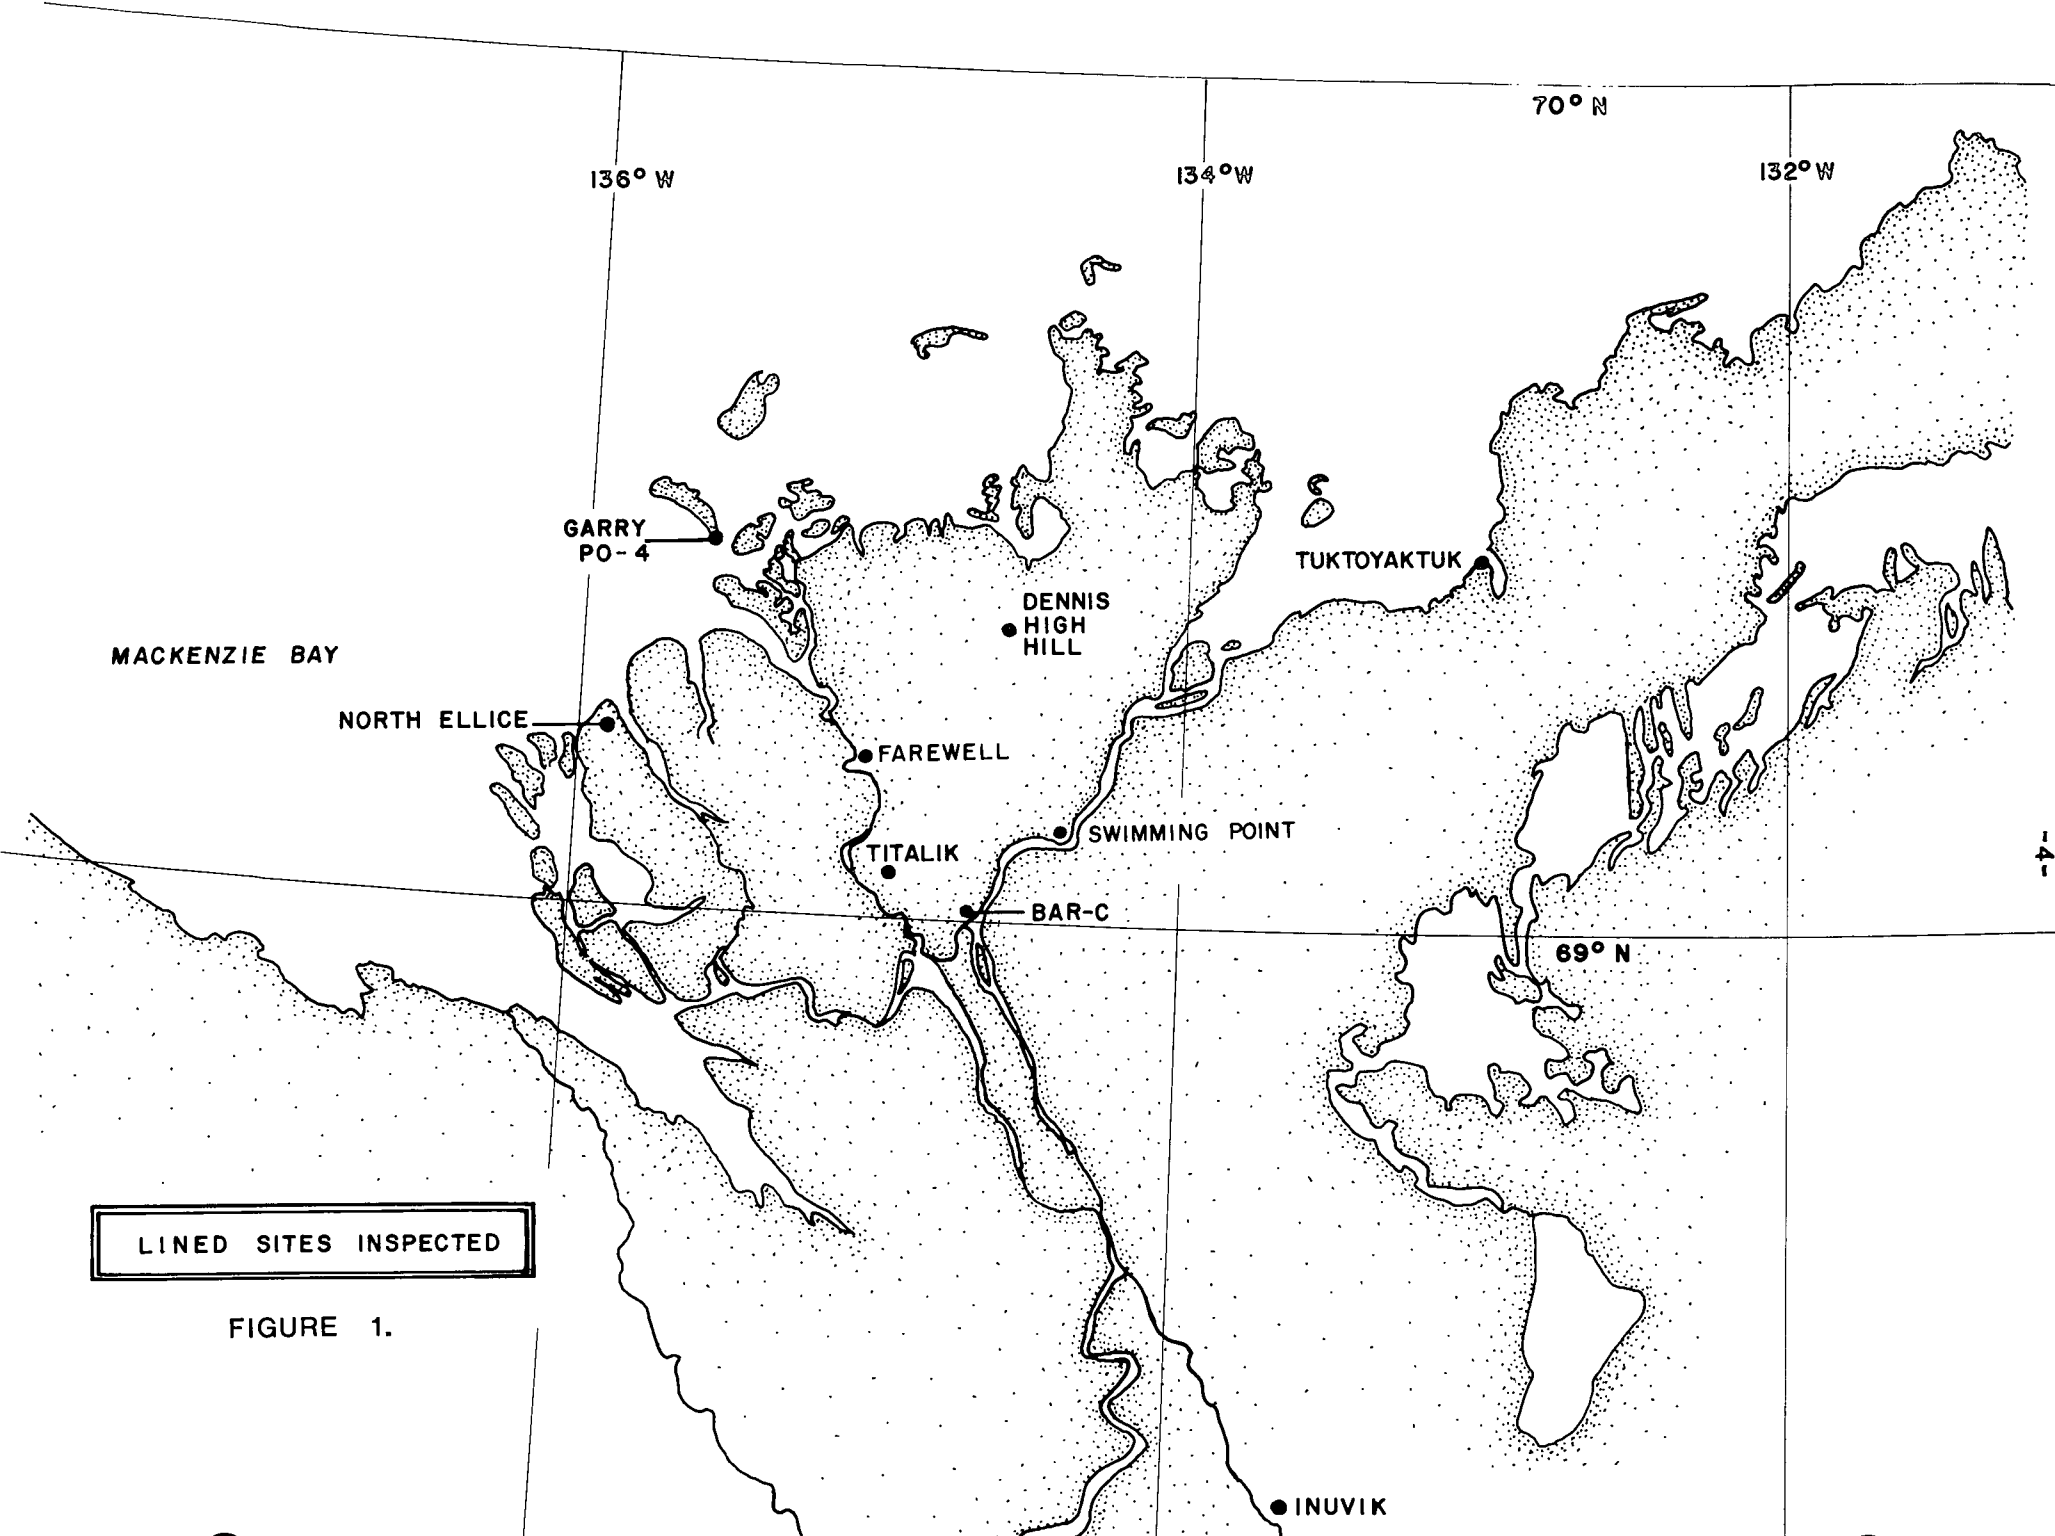 70° N
136° W
134° W
132° W
GARRY
PO-4
TUKTOYAKTUK
DENNIS
HIGH
HILL
MACKENZIE BAY
NORTH ELLICE
FAREWELL
SWIMMING POINT
TITALIK
-4-
BAR-C
69° N
LINED SITES INSPECTED
FIGURE 1.
INUVIK